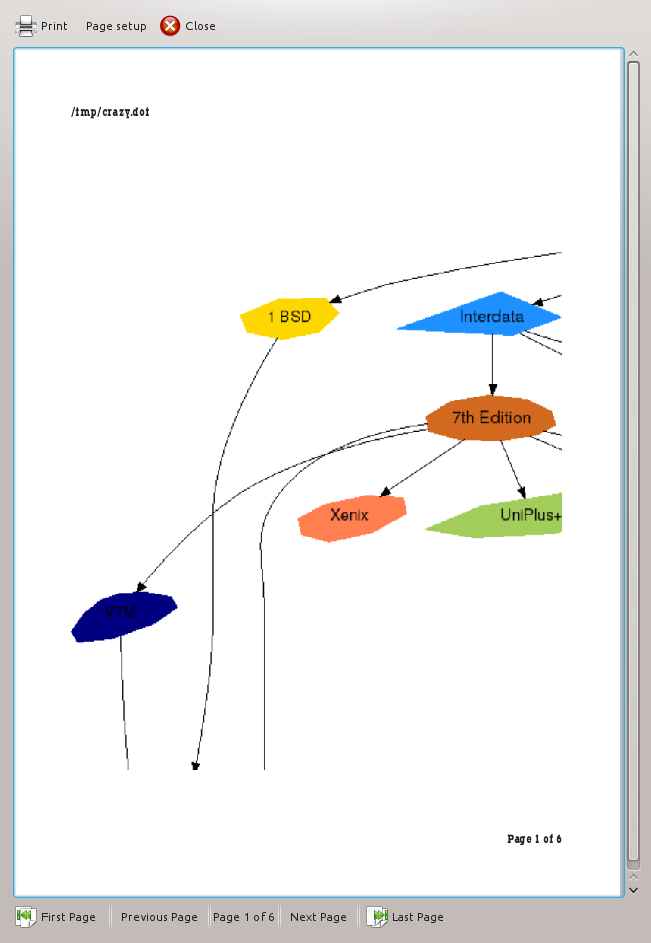 Print Page setup Close
/tmp/crazy.dot
1 BSD Interdata
7th Edition
Xenix UniPlus+
V7M
Page 1 of 6
First Page Previous Page Page 1 of 6 Next Page Last Page